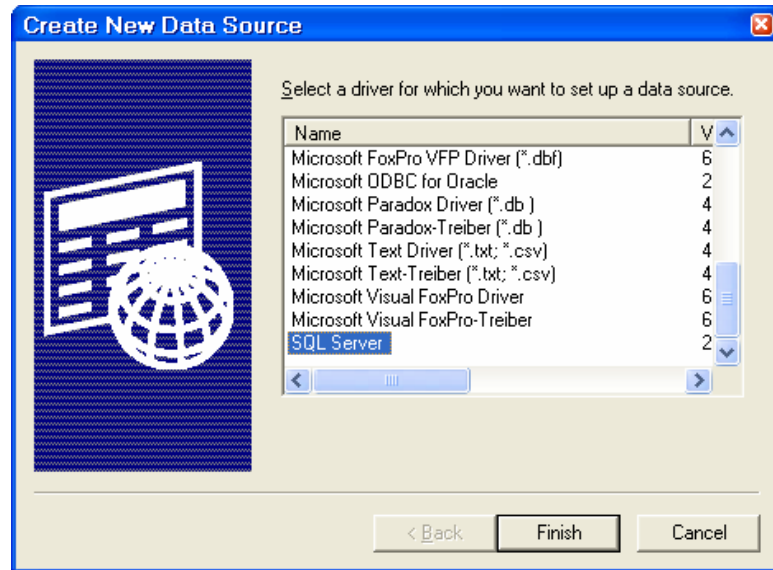 Create New Data Source
Select a driver for which you want to set up a data source.
Name V
Microsoft FoxPro VFP Driver (*.dbf) 6
Microsoft ODBC for Oracle 2
Microsoft Paradox Driver (*.db ) 4
Microsoft Paradox-Treiber (*.db ) 4
Microsoft Text Driver (*.txt; *.csv) 4
Microsoft Text-Treiber (*.txt; *.csv) 4
Microsoft Visual FoxPro Driver 6
Microsoft Visual FoxPro-Treiber 6
SQL Server 2
< Back Finish Cancel